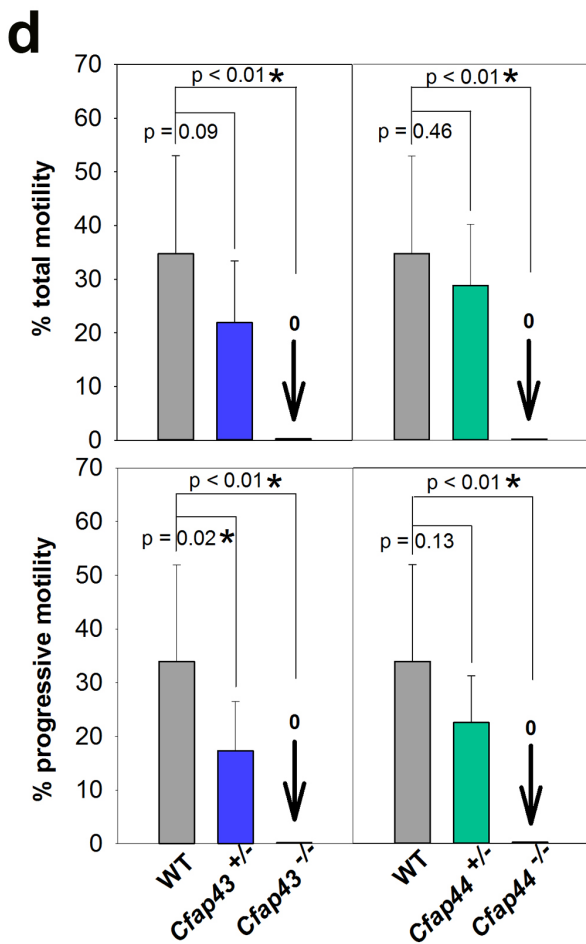 d
% total motility
70
60
50
40
30
20
10
0
p < 0.01 *
p = 0.09
0
p < 0.01 *
p = 0.46
0
% progressive motility
70
60
50
40
30
20
10
0
p < 0.01 *
p = 0.02 *
0
p < 0.01 *
p = 0.13
0
WT
Cfap43 +/-
Cfap43 -/-
WT
Cfap44 +/-
Cfap44 -/-